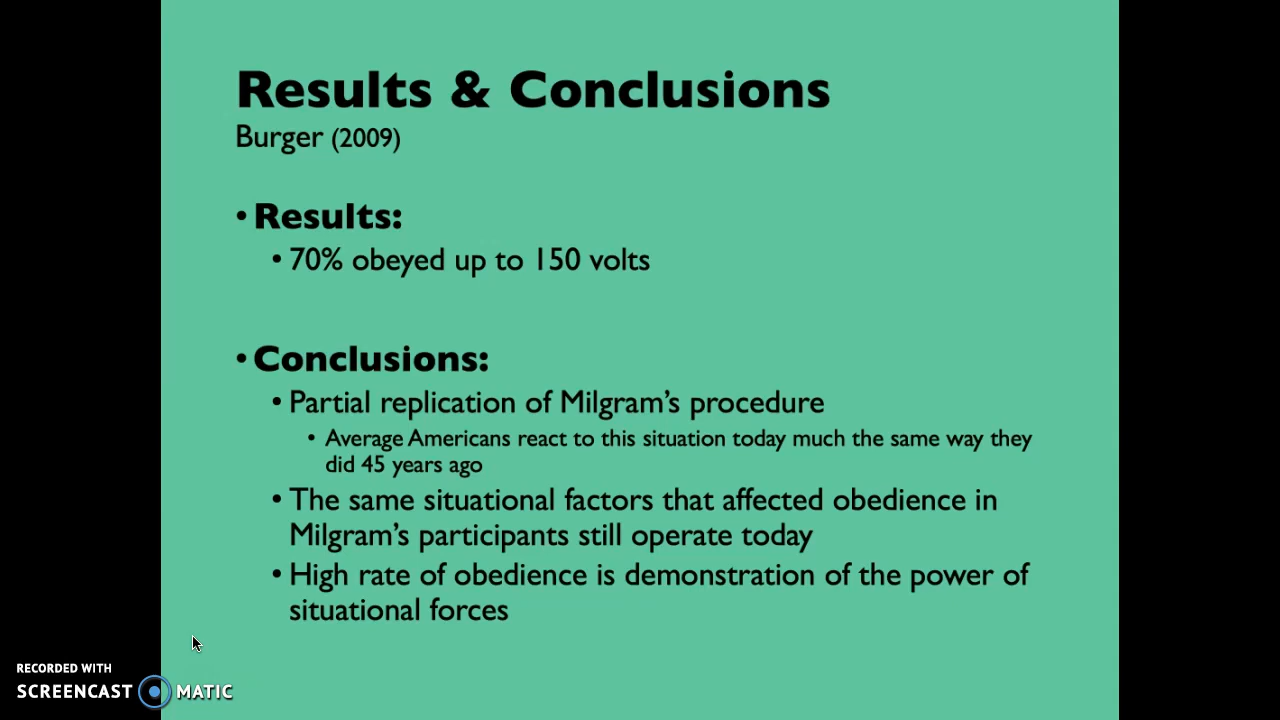 Results & Conclusions
Burger (2009)
• Results:
• 70% obeyed up to 150 volts
• Conclusions:
• Partial replication of Milgram’s procedure
• Average Americans react to this situation today much the same way they
did 45 years ago
• The same situational factors that affected obedience in
Milgram’s participants still operate today
• High rate of obedience is demonstration of the power of
situational forces
RECORDED WITH
SCREENCAST MATIC